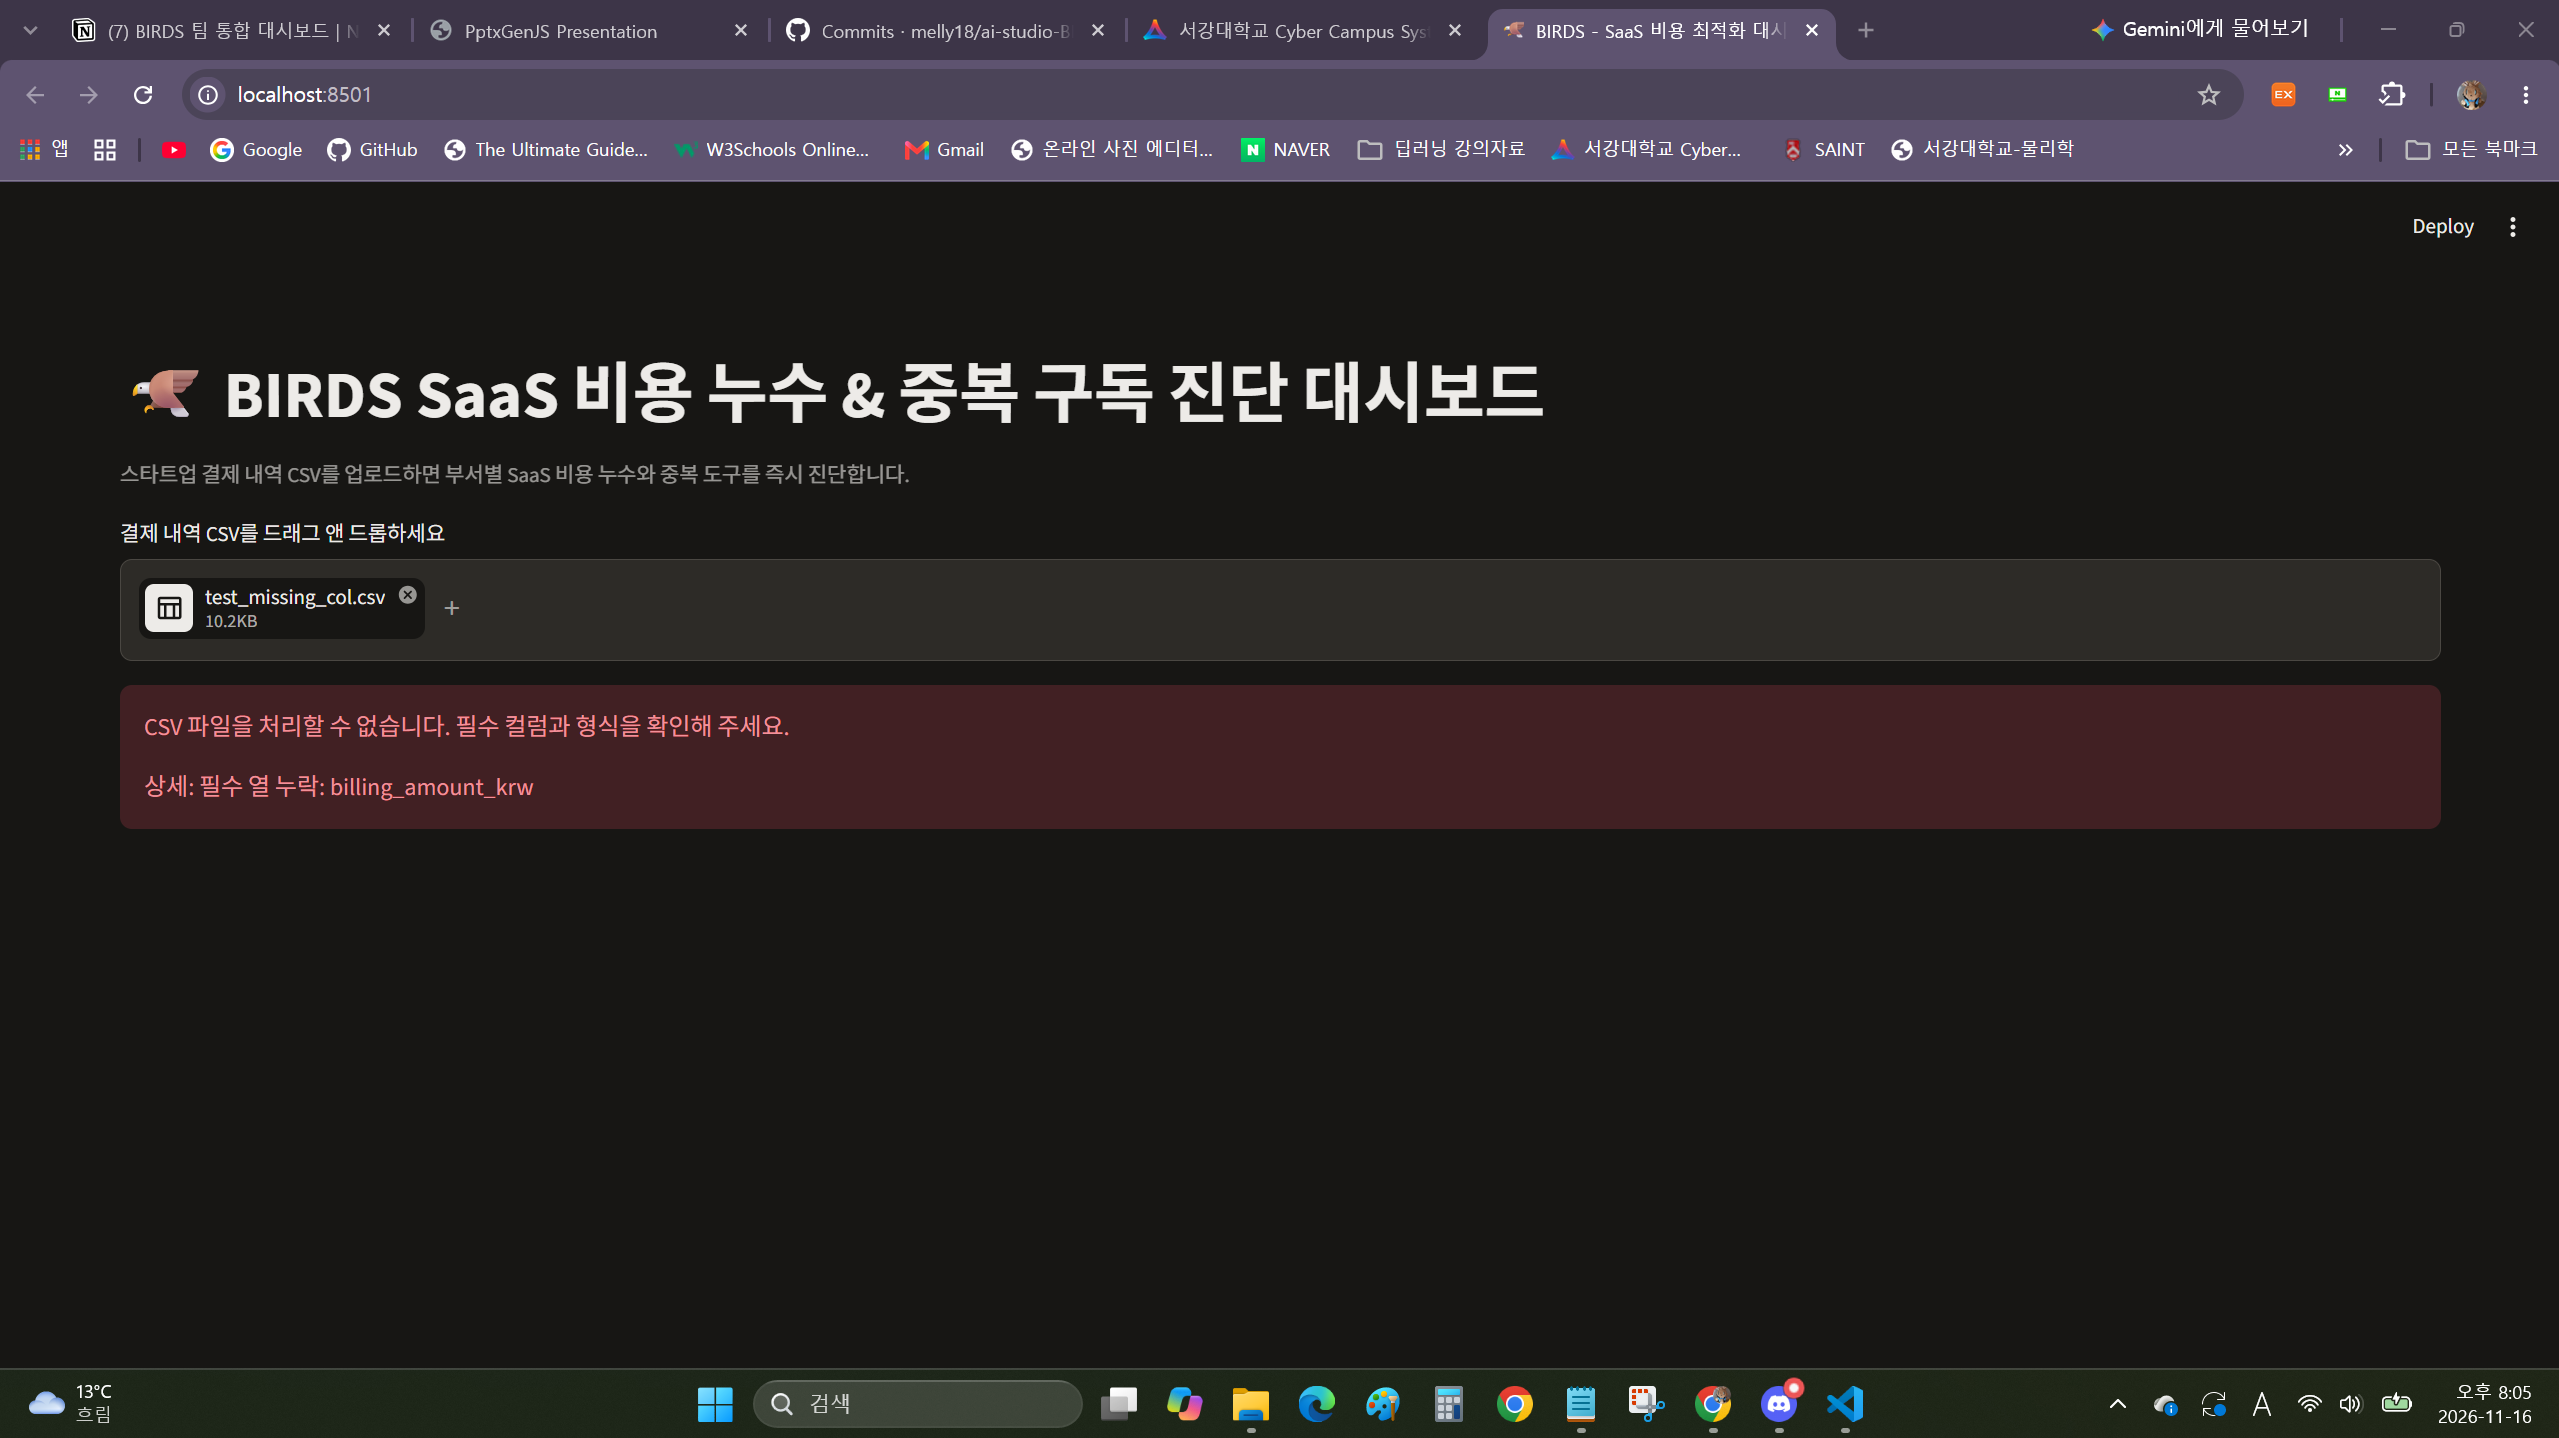 (7) BIRDS 팀 통합 대시보드 | N
PptxGenJS Presentation
Commits · melly18/ai-studio-B
서강대학교 Cyber Campus Syst
BIRDS - SaaS 비용 최적화 대시
Gemini에게 물어보기
localhost:8501
EX
앱
Google
GitHub
The Ultimate Guide...
W3Schools Online...
Gmail
온라인 사진 에디터...
NAVER
딥러닝 강의자료
서강대학교 Cyber...
SAINT
서강대학교-물리학
모든 북마크
Deploy
BIRDS SaaS 비용 누수 & 중복 구독 진단 대시보드
스타트업 결제 내역 CSV를 업로드하면 부서별 SaaS 비용 누수와 중복 도구를 즉시 진단합니다.
결제 내역 CSV를 드래그 앤 드롭하세요
test_missing_col.csv
10.2KB
CSV 파일을 처리할 수 없습니다. 필수 컬럼과 형식을 확인해 주세요.
상세: 필수 열 누락: billing_amount_krw
13°C
흐림
검색
A
오후 8:05
2026-11-16